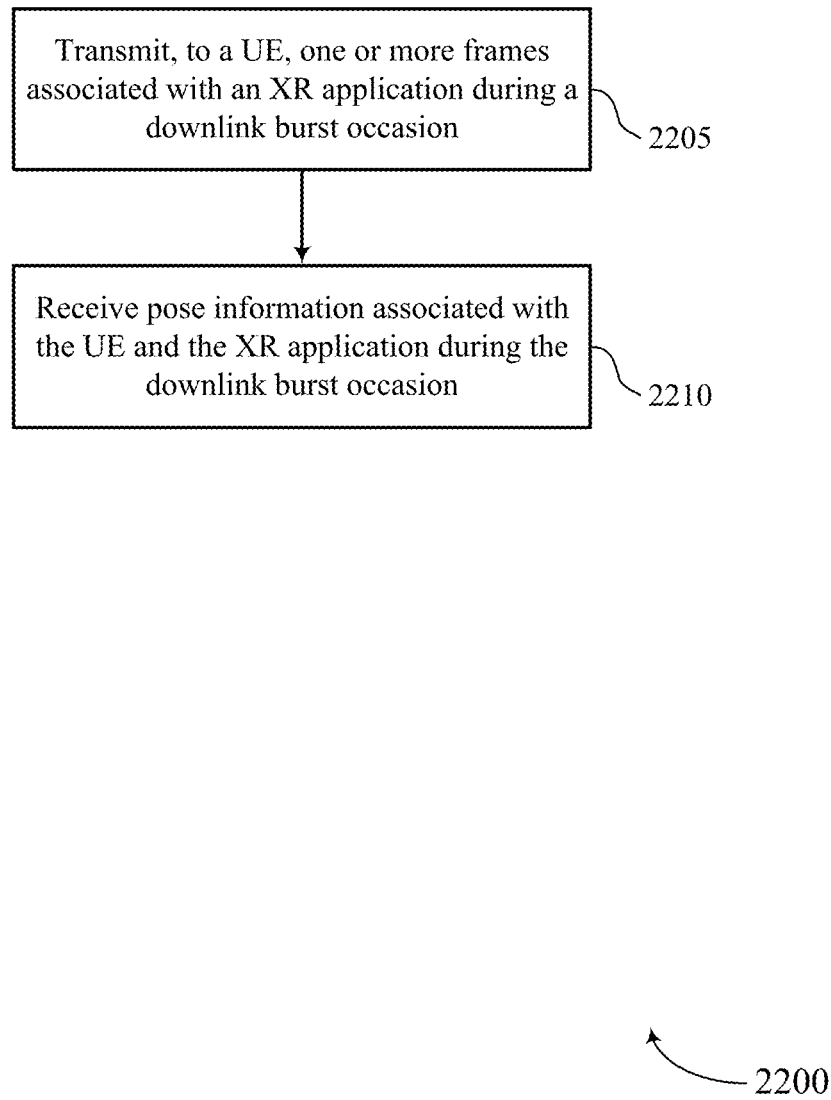 Transmit, to a UE, one or more frames
associated with an XR application during a
downlink burst occasion
2205
Receive pose information associated with
the UE and the XR application during the
downlink burst occasion
2210
2200